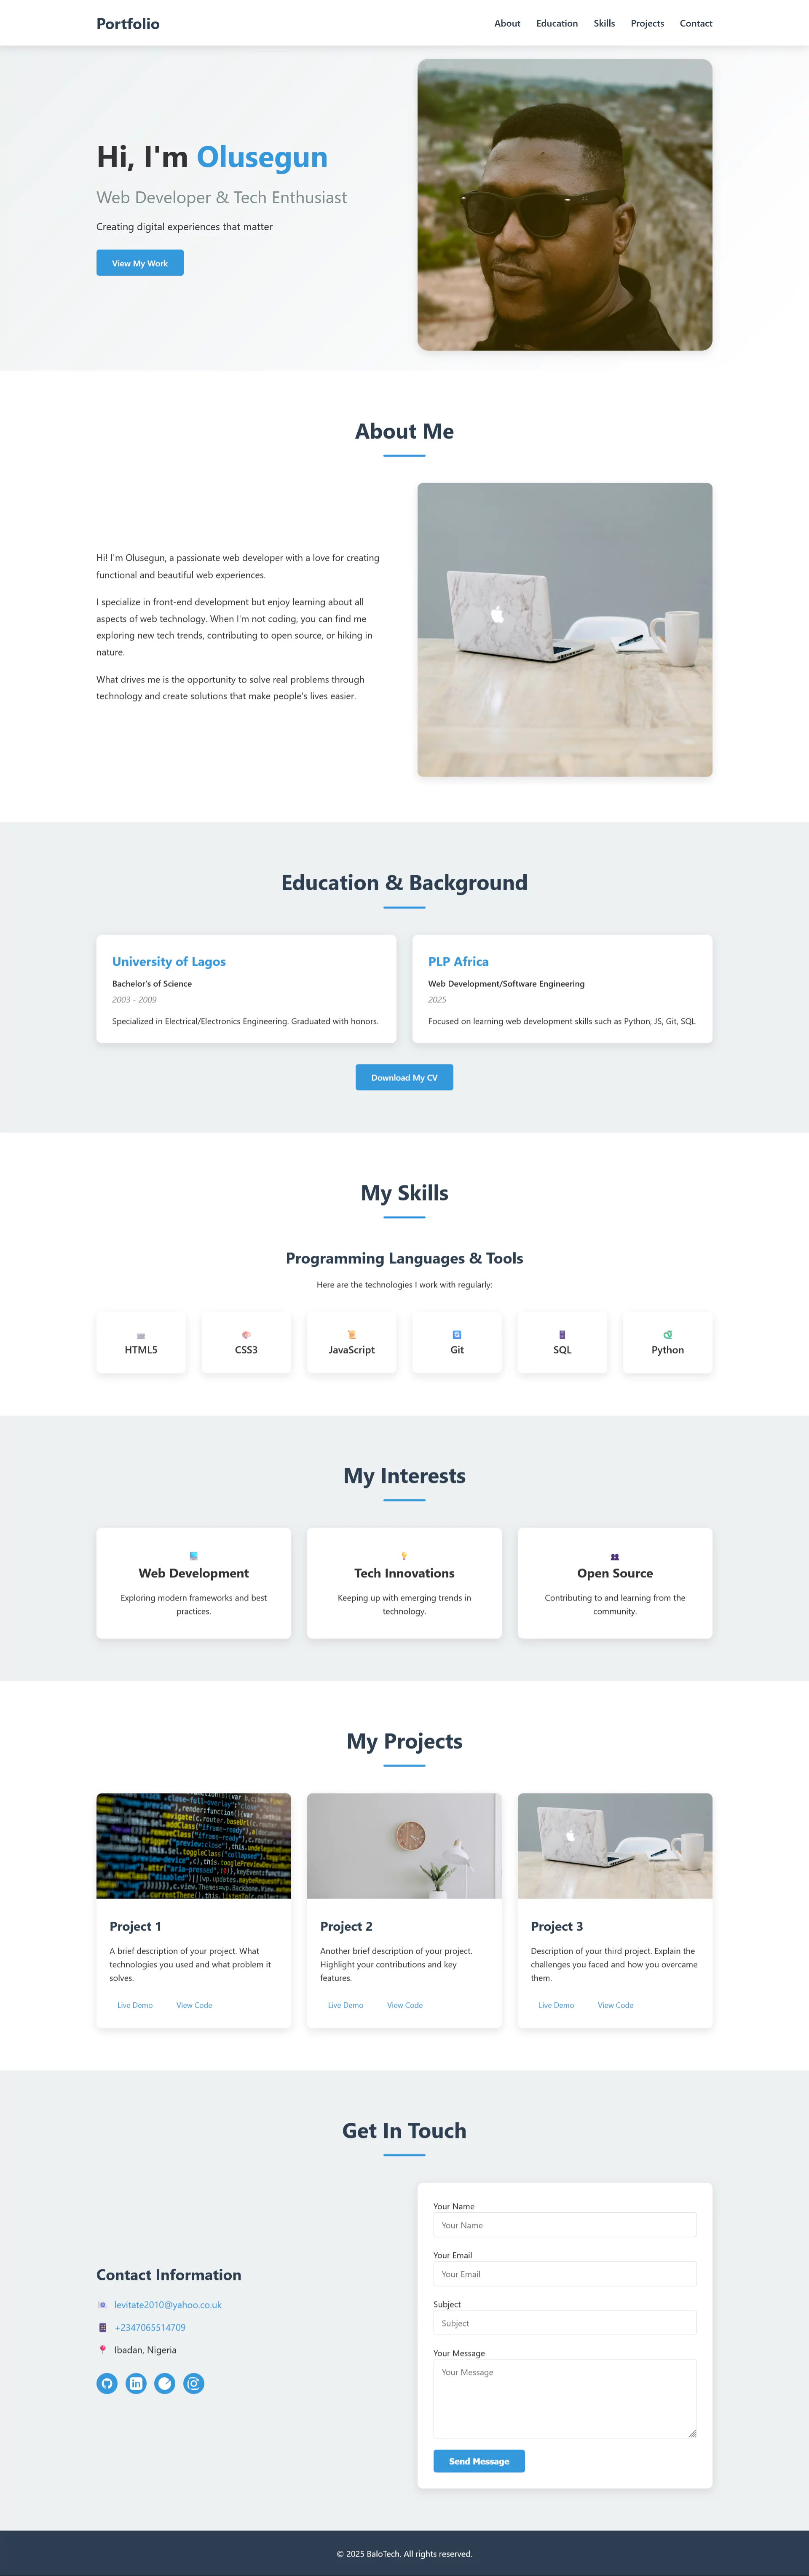 Portfolio
About Education Skills Projects Contact
Hi, I'm Olusegun
Web Developer & Tech Enthusiast
Creating digital experiences that matter
View My Work
About Me
Hi! I'm Olusegun, a passionate web developer with a love for creating
functional and beautiful web experiences.
I specialize in front-end development but enjoy learning about all
aspects of web technology. When I'm not coding, you can find me
exploring new tech trends, contributing to open source, or hiking in
nature.
What drives me is the opportunity to solve real problems through
technology and create solutions that make people's lives easier.
Education & Background
University of Lagos
Bachelor's of Science
2003 - 2009
Specialized in Electrical/Electronics Engineering. Graduated with honors.
PLP Africa
Web Development/Software Engineering
2025
Focused on learning web development skills such as Python, JS, Git, SQL
Download My CV
My Skills
Programming Languages & Tools
Here are the technologies I work with regularly:
HTML5
CSS3
JavaScript
Git
SQL
Python
My Interests
Web Development
Exploring modern frameworks and best
practices.
Tech Innovations
Keeping up with emerging trends in
technology.
Open Source
Contributing to and learning from the
community.
My Projects
Project 1
A brief description of your project. What
technologies you used and what problem it
solves.
Live Demo View Code
Project 2
Another brief description of your project.
Highlight your contributions and key
features.
Live Demo View Code
Project 3
Description of your third project. Explain the
challenges you faced and how you overcame
them.
Live Demo View Code
Get In Touch
Contact Information
levitate2010@yahoo.co.uk
+2347065514709
Ibadan, Nigeria
Your Name
Your Name
Your Email
Your Email
Subject
Subject
Your Message
Your Message
Send Message
© 2025 BaloTech. All rights reserved.